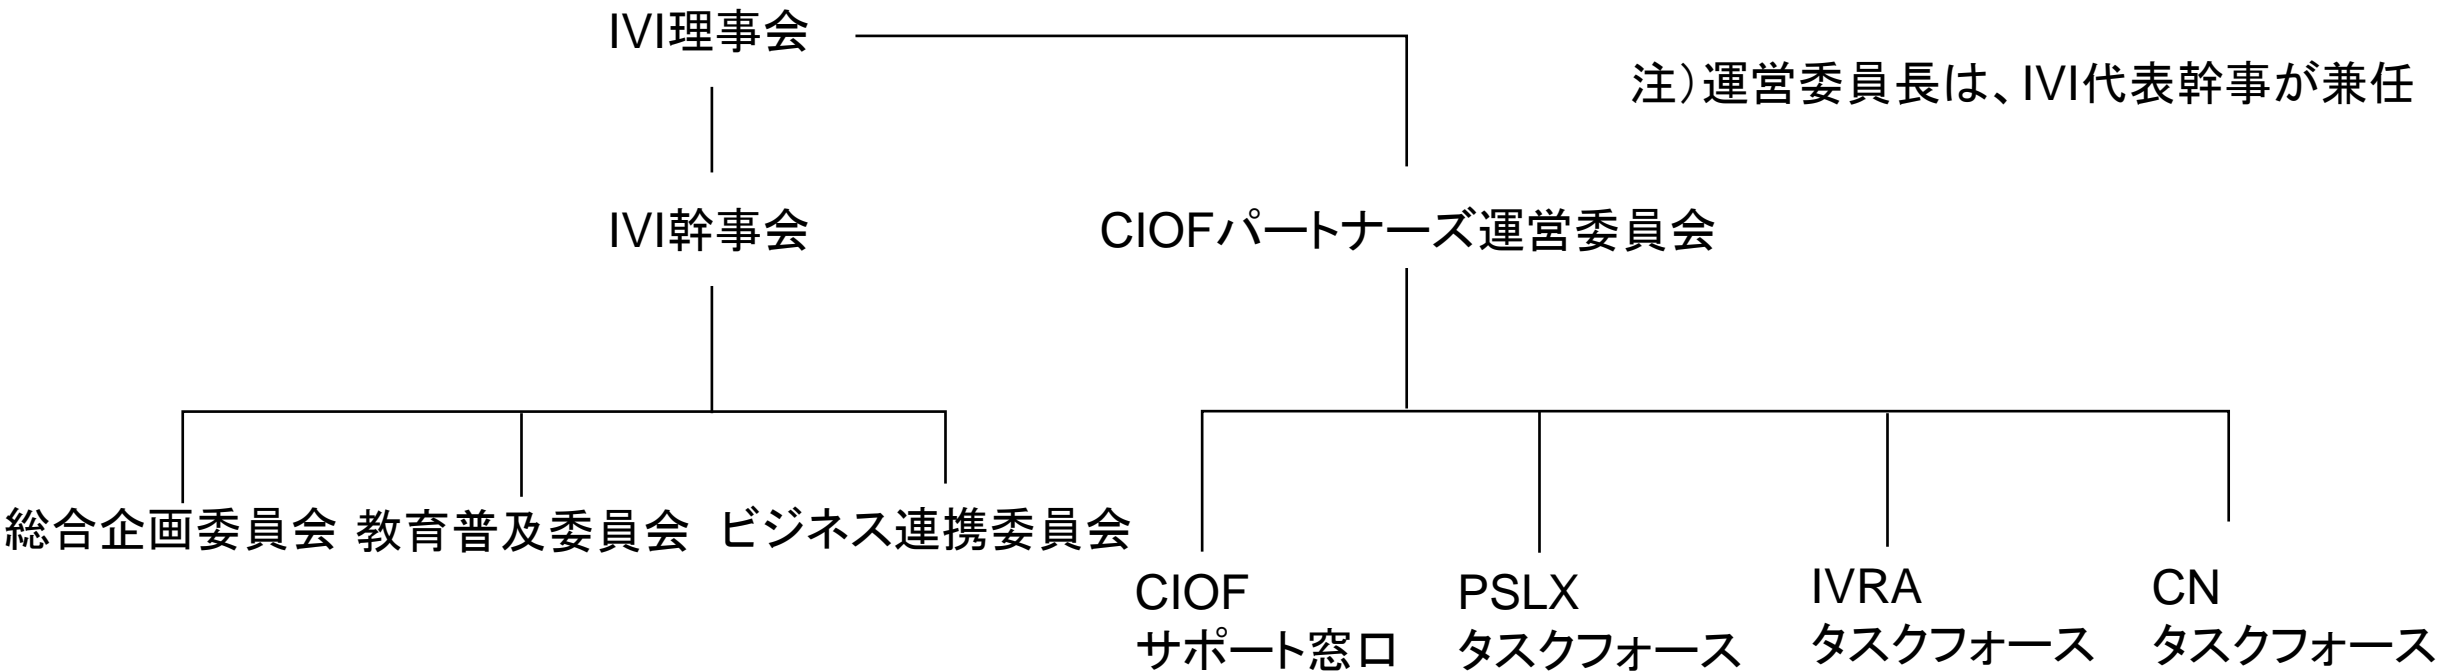 IVI理事会
注）運営委員長は、IVI代表幹事が兼任
IVI幹事会
CIOFパートナーズ運営委員会
総合企画委員会
教育普及委員会
ビジネス連携委員会
CIOF
サポート窓口
PSLX
タスクフォース
IVRA
タスクフォース
CN
タスクフォース